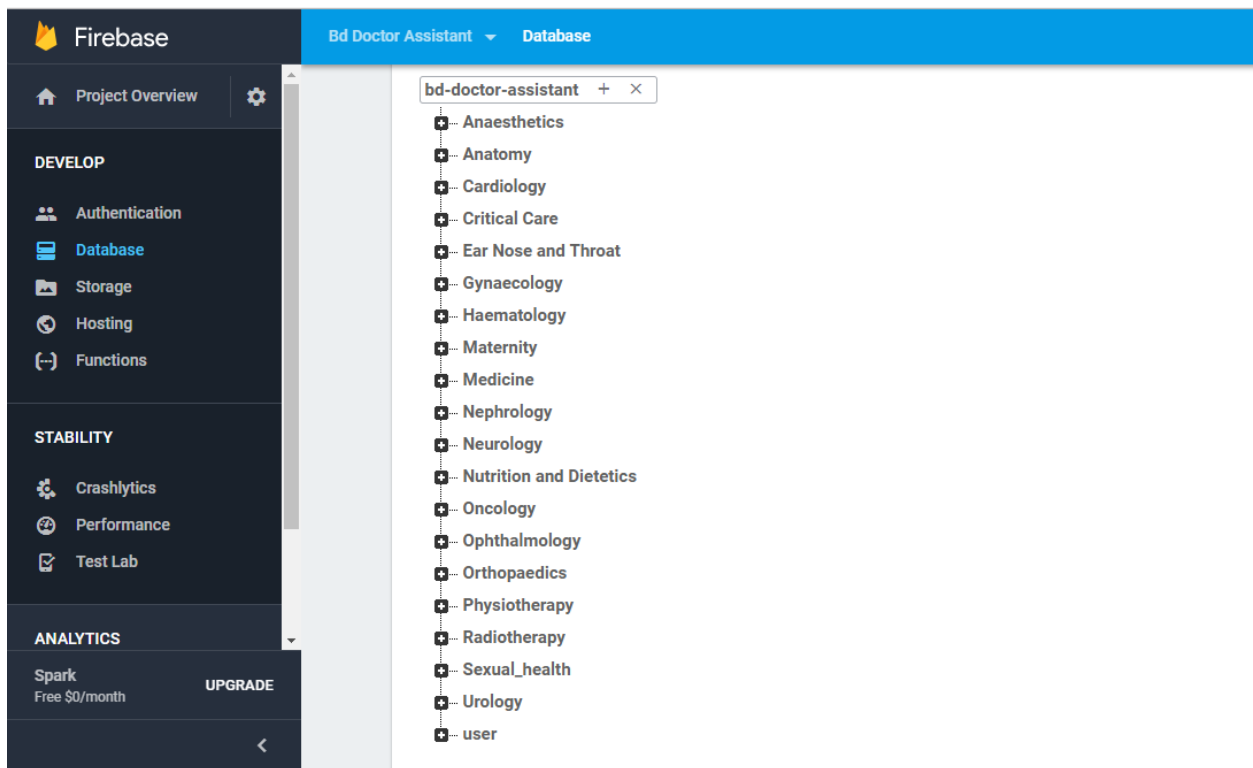 Firebase
Bd Doctor Assistant Database
Project Overview
DEVELOP
Authentication
Database
Storage
Hosting
Functions
STABILITY
Crashlytics
Performance
Test Lab
ANALYTICS
Spark
Free $0/month
UPGRADE
bd-doctor-assistant + ×
Anaesthetics
Anatomy
Cardiology
Critical Care
Ear Nose and Throat
Gynaecology
Haematology
Maternity
Medicine
Nephrology
Neurology
Nutrition and Dietetics
Oncology
Ophthalmology
Orthopaedics
Physiotherapy
Radiotherapy
Sexual_health
Urology
user